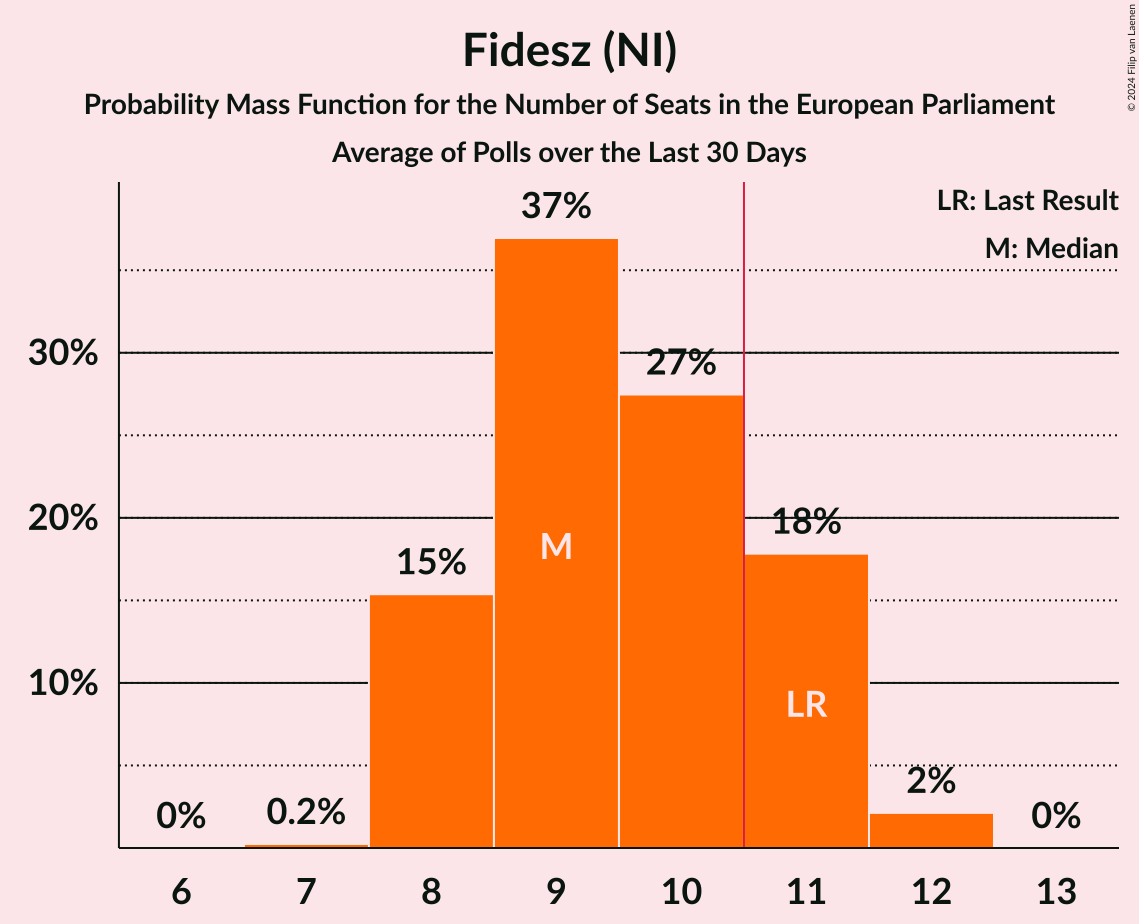 Fidesz (NI)
Probability Mass Function for the Number of Seats in the European Parliament
Average of Polls over the Last 30 Days
© 2024 Filip van Laenen
LR: Last Result
M: Median
37%
30%
27%
20%
18%
15%
M
10%
LR
2%
0%
0.2%
0%
6
7
8
9
10
11
12
13